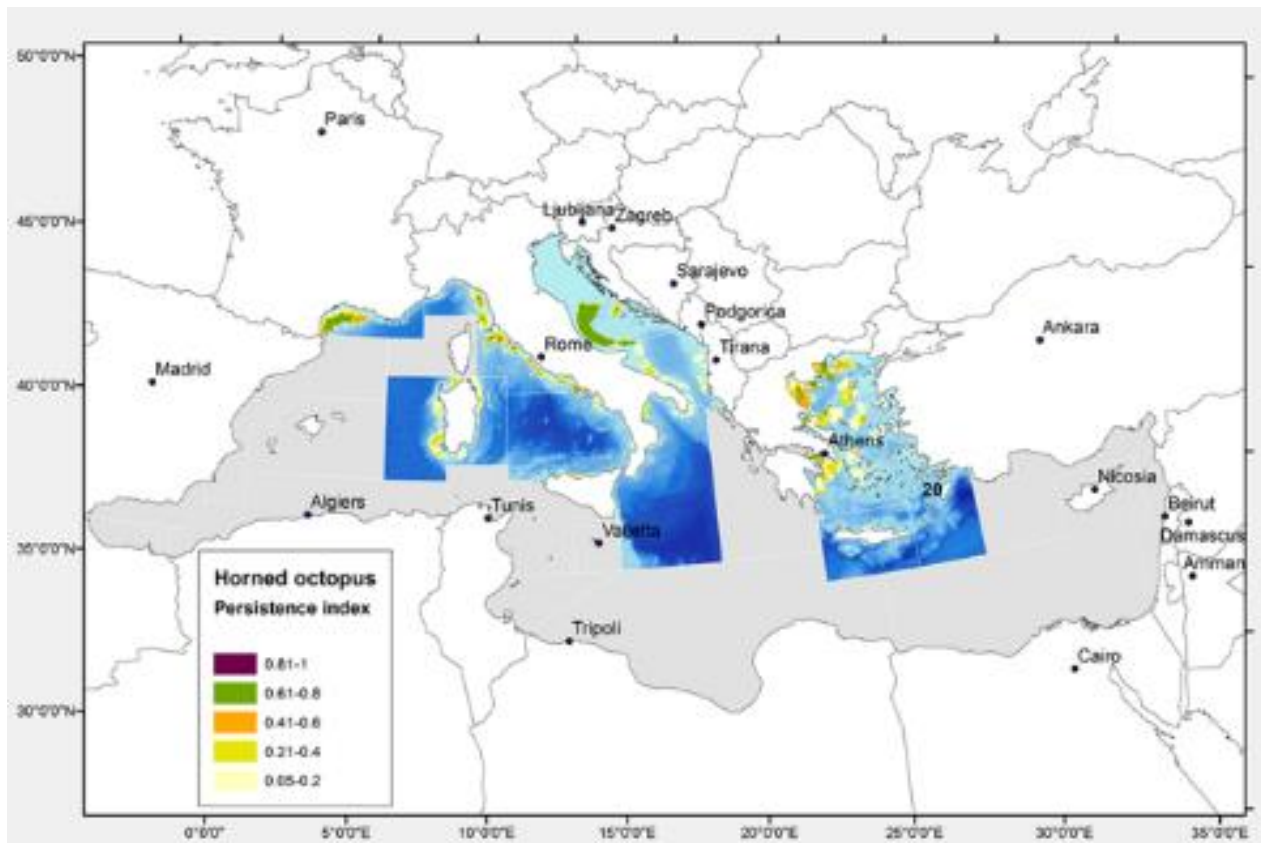 50°0'0"N
Paris
45°0'0"N
Ljubljana Zagreb
Sarajevo
Podgorica
Ankara
Rome
Tirana
Madrid
40°0'0"N
Athens
Nicosia
20
Algiers
Tunis
Beirut
Valletta
Damascus
35°0'0"N
Amman
Horned octopus
Persistence index
Tripoli
0.81-1
Cairo
0.61-0.8
30°0'0"N
0.41-0.6
0.21-0.4
0.05-0.2
0°0'0" 5°0'0"E 10°0'0"E 15°0'0"E 20°0'0"E 25°0'0"E 30°0'0"E 35°0'0"E